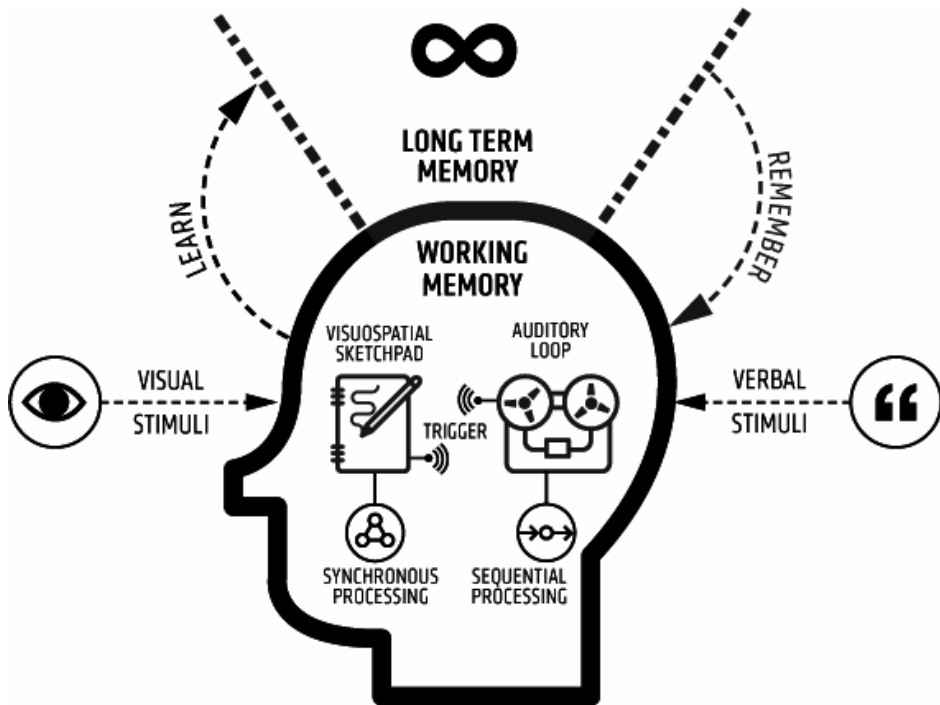 LONG TERM
MEMORY
LEARN
REMEMBER
WORKING
MEMORY
VISUOSPATIAL
SKETCHPAD
AUDITORY
LOOP
VISUAL
STIMULI
TRIGGER
VERBAL
STIMULI
SYNCHRONOUS
PROCESSING
SEQUENTIAL
PROCESSING